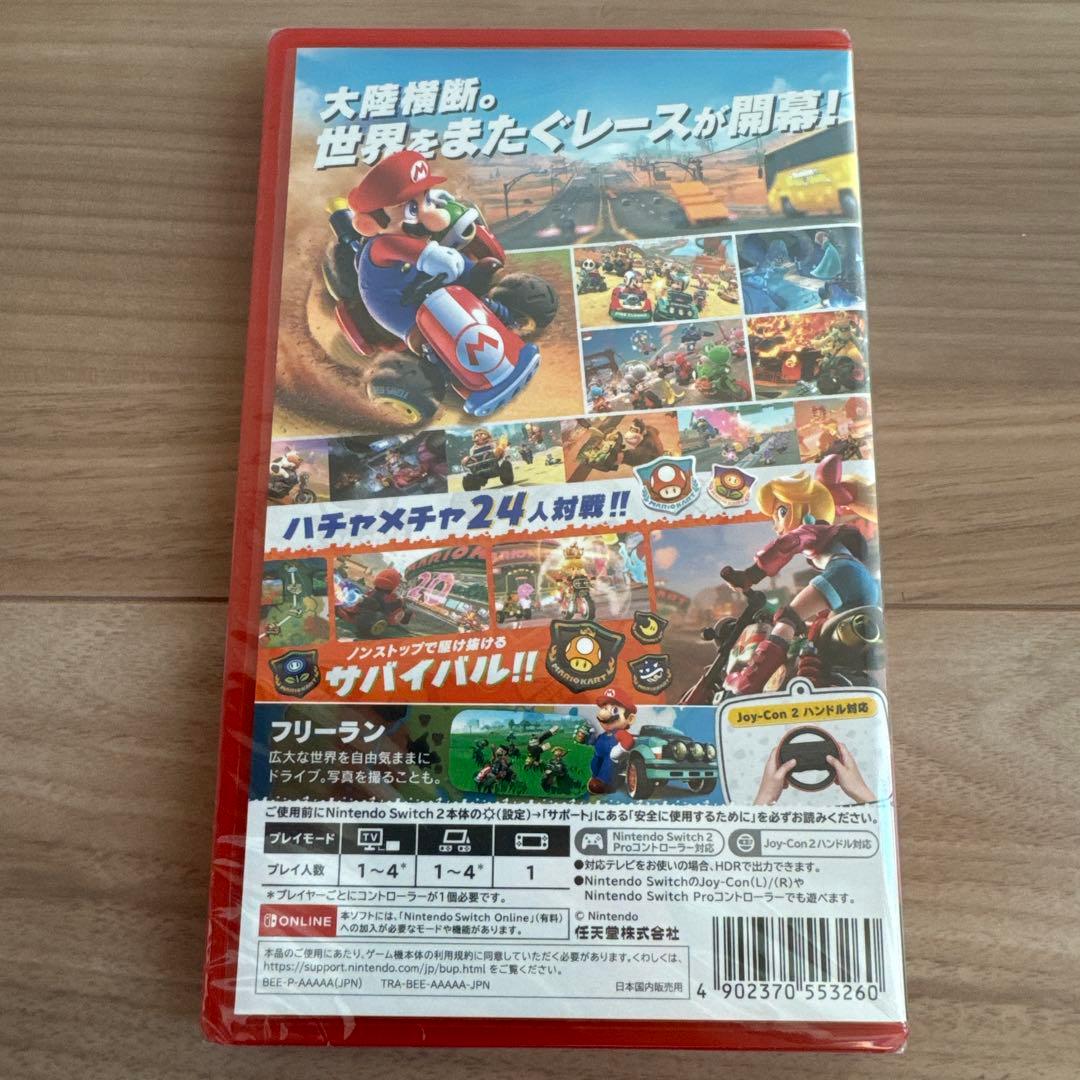 大陸横断。
世界をまたぐレースが開幕!
ハチャメチャ24人対戦!!
MARIO KART
20
ノンストップで駆け抜ける
サバイバル!!
MARIO KART
MARIO KART
MARIO KART
フリーラン
広大な世界を自由気ままに
ドライブ。写真を撮ることも。
Joy-Con 2 ハンドル対応
ご使用前にNintendo Switch 2本体の(設定)→「サポート」にある「安全に使用するために」を必ずお読みください。
プレイモード TV
Nintendo Switch 2 Proコントローラー対応
Joy-Con 2ハンドル対応
プレイ人数 1~4* 1~4* 1
*プレイヤーごとにコントローラーが1個必要です。
●対応テレビをお使いの場合、HDRで出力できます。
●Nintendo SwitchのJoy-Con(L)/(R)や
Nintendo Switch Proコントローラーでも遊べます。
ONLINE
本ソフトには、「Nintendo Switch Online」(有料)
への加入が必要なモードや機能があります。
© Nintendo
任天堂株式会社
本品のご使用にあたり、ゲーム機本体の利用規約に同意していただく必要があります。くわしくは、
https://support.nintendo.com/jp/bup.html をご覧ください。
BEE-P-AAAAA(JPN) TRA-BEE-AAAAA-JPN
日本国内販売用
4 902370 553260